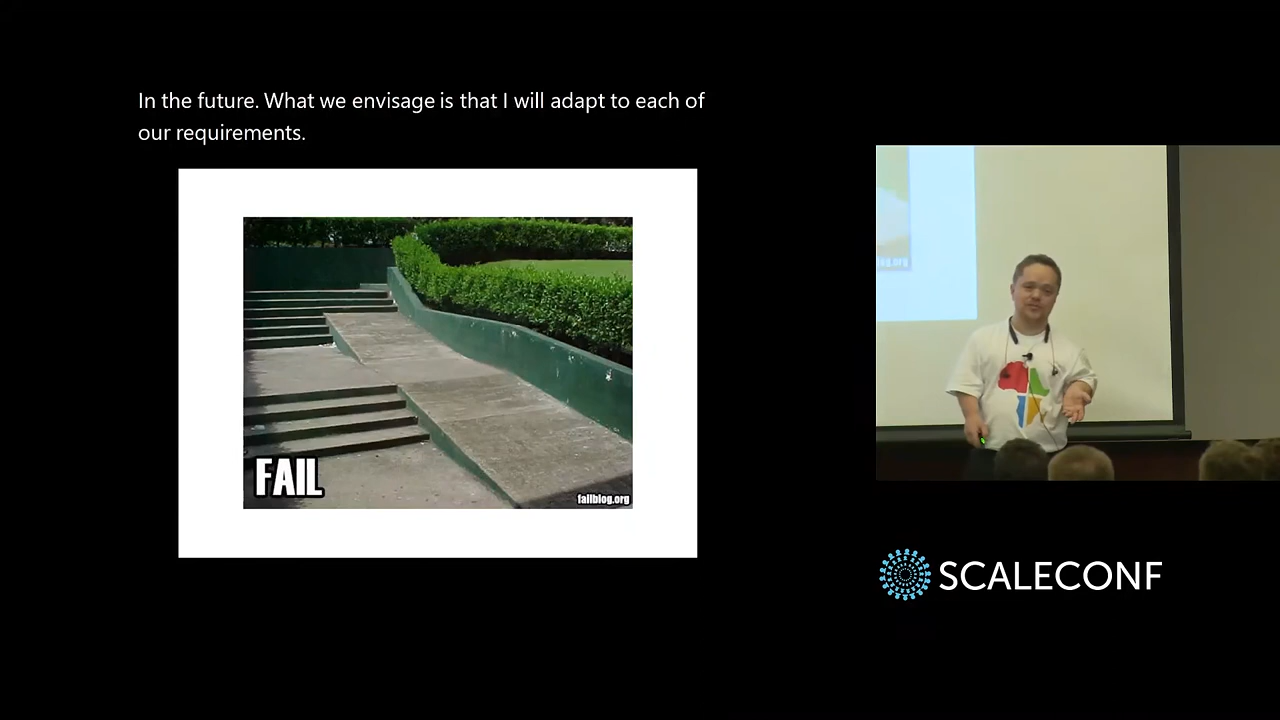 In the future. What we envisage is that I will adapt to each of
our requirements.
FAIL
failblog.org
SCALECONF